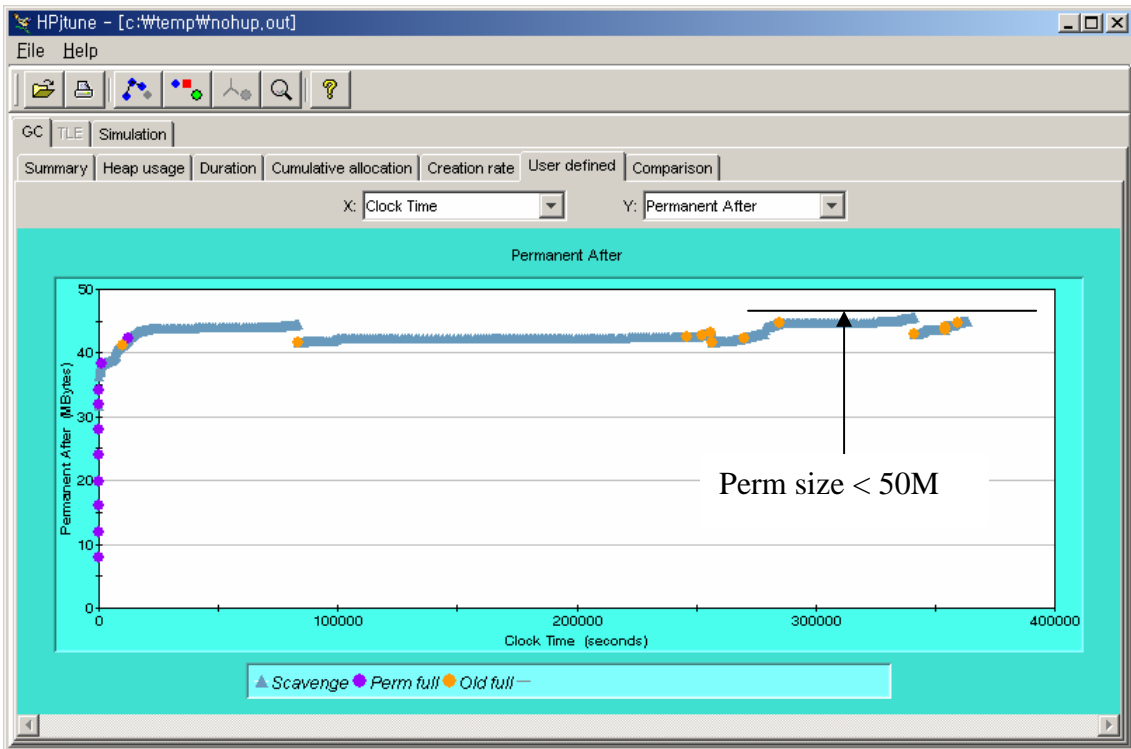 HPjtune - [c:₩temp₩nohup,out]
File Help
GC TLE Simulation
Summary Heap usage Duration Cumulative allocation Creation rate User defined Comparison
X: Clock Time Y: Permanent After
Permanent After
50
40
30
20
10
0
Permanent After (MBytes)
Perm size < 50M
0 100000 200000 300000 400000
Clock Time (seconds)
Scavenge Perm full Old full